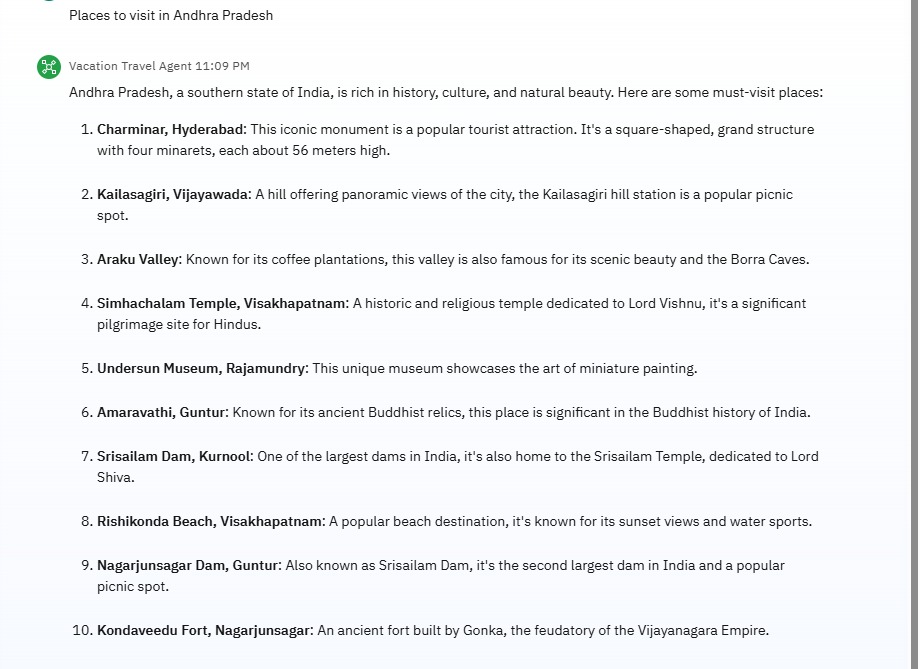 Places to visit in Andhra Pradesh
Vacation Travel Agent 11:09 PM
Andhra Pradesh, a southern state of India, is rich in history, culture, and natural beauty. Here are some must-visit places:
1. Charminar, Hyderabad: This iconic monument is a popular tourist attraction. It's a square-shaped, grand structure
with four minarets, each about 56 meters high.
2. Kailasagiri, Vijayawada: A hill offering panoramic views of the city, the Kailasagiri hill station is a popular picnic
spot.
3. Araku Valley: Known for its coffee plantations, this valley is also famous for its scenic beauty and the Borra Caves.
4. Simhachalam Temple, Visakhapatnam: A historic and religious temple dedicated to Lord Vishnu, it's a significant
pilgrimage site for Hindus.
5. Undersun Museum, Rajamundry: This unique museum showcases the art of miniature painting.
6. Amaravathi, Guntur: Known for its ancient Buddhist relics, this place is significant in the Buddhist history of India.
7. Srisailam Dam, Kurnool: One of the largest dams in India, it's also home to the Srisailam Temple, dedicated to Lord
Shiva.
8. Rishikonda Beach, Visakhapatnam: A popular beach destination, it's known for its sunset views and water sports.
9. Nagarjunsagar Dam, Guntur: Also known as Srisailam Dam, it's the second largest dam in India and a popular
picnic spot.
10. Kondaveedu Fort, Nagarjunsagar: An ancient fort built by Gonka, the feudatory of the Vijayanagara Empire.